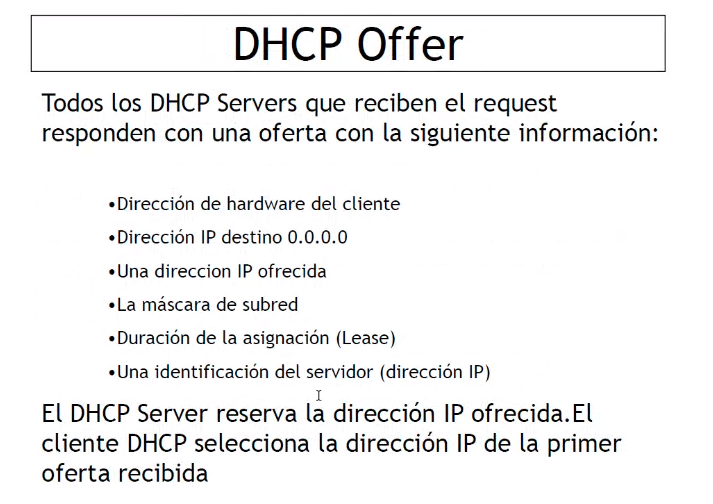 DHCP Offer
Todos los DHCP Servers que reciben el request
responden con una oferta con la siguiente información:
•Dirección de hardware del cliente
•Dirección IP destino 0.0.0.0
•Una direccion IP ofrecida
•La máscara de subred
•Duración de la asignación (Lease)
•Una identificación del servidor (dirección IP)
El DHCP Server reserva la dirección IP ofrecida.El
cliente DHCP selecciona la dirección IP de la primer
oferta recibida